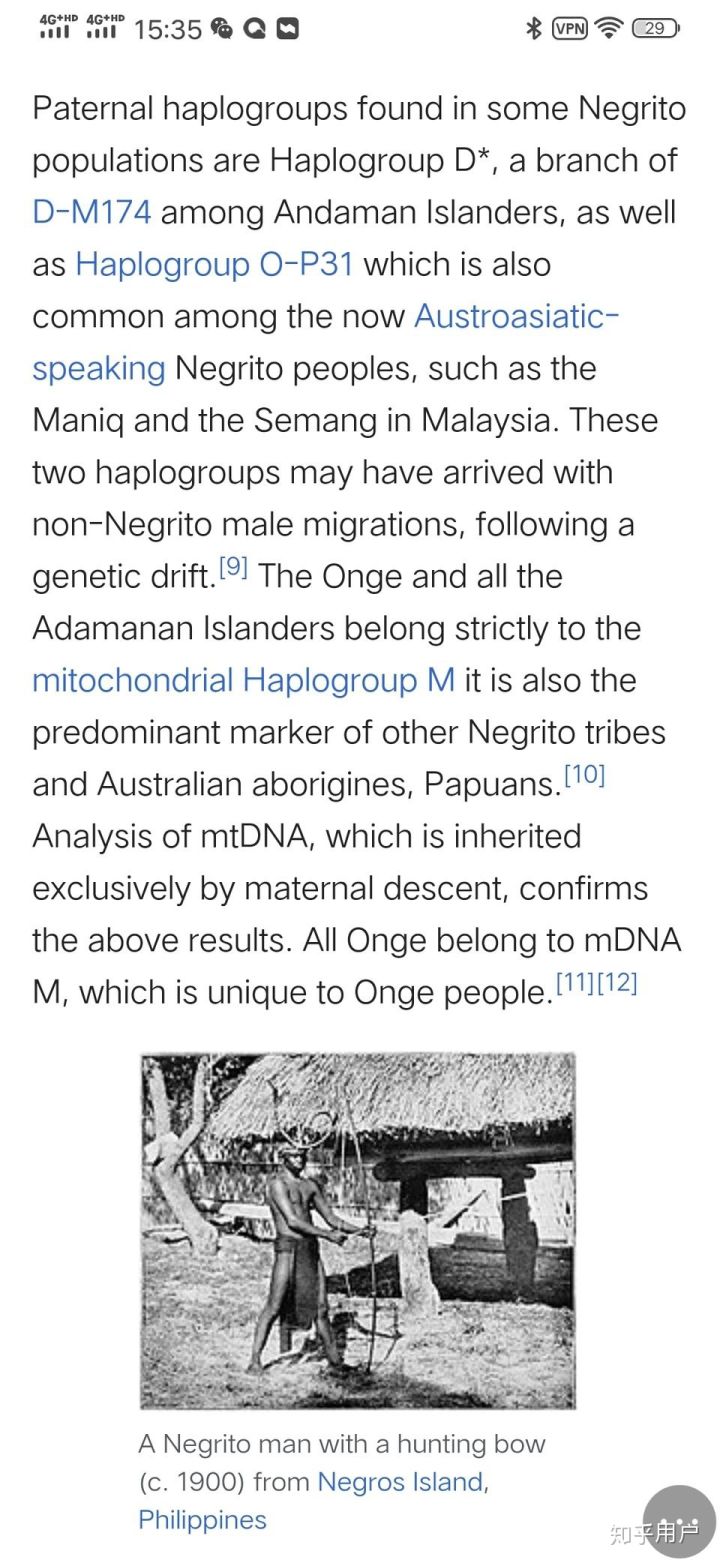 4G+HD 4G+HD 15:35 VPN 29
Paternal haplogroups found in some Negrito
populations are Haplogroup D*, a branch of
D-M174 among Andaman Islanders, as well
as Haplogroup O-P31 which is also
common among the now Austroasiatic-
speaking Negrito peoples, such as the
Maniq and the Semang in Malaysia. These
two haplogroups may have arrived with
non-Negrito male migrations, following a
genetic drift.[9] The Onge and all the
Adamanan Islanders belong strictly to the
mitochondrial Haplogroup M it is also the
predominant marker of other Negrito tribes
and Australian aborigines, Papuans.[10]
Analysis of mtDNA, which is inherited
exclusively by maternal descent, confirms
the above results. All Onge belong to mDNA
M, which is unique to Onge people.[11][12]
A Negrito man with a hunting bow
(c. 1900) from Negros Island,
Philippines
知乎用户